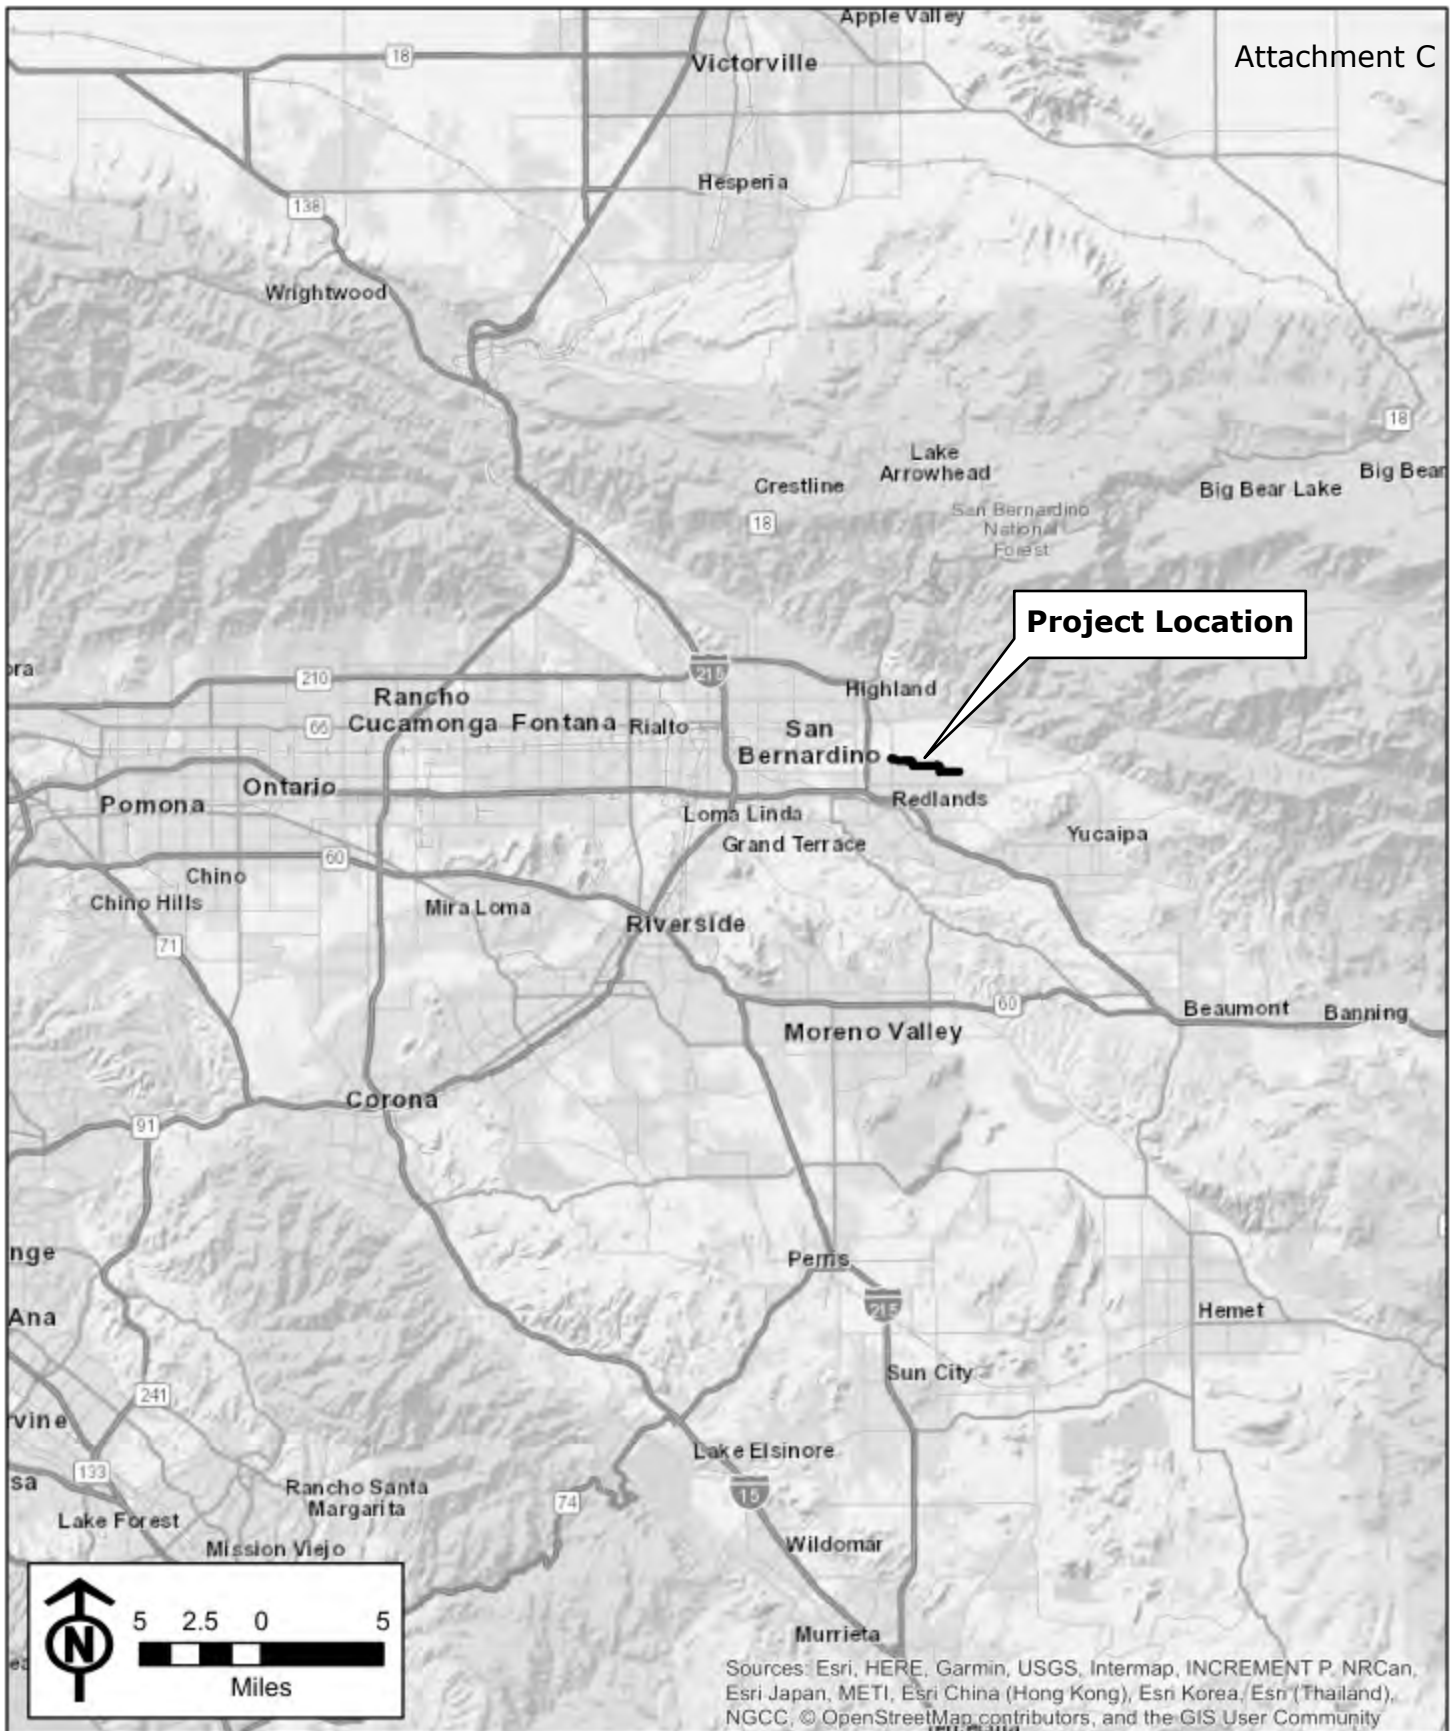 Apple Valley
Attachment C
18
Victorville
Hesperia
138
Wrightwood
18
Lake
Arrowhead
Big Bear
Crestline
Big Bear Lake
San Bernardino
National
Forest
18
Project Location
ora
215
210
Highland
Rancho
Cucamonga
66
Fontana
Rialto
San
Bernardino
Ontario
Pomona
Redlands
Loma Linda
Yucaipa
Grand Terrace
60
Chino
Chino Hills
Mira Loma
Riverside
71
60
Beaumont
Banning
Moreno Valley
Corona
91
nge
Perris
215
Ana
Hemet
Sun City
241
rvine
Lake Elsinore
133
sa
Rancho Santa
Margarita
74
15
Lake Forest
Wildomar
Mission Viejo
Murrieta
N
5 2.5 0 5
Miles
Sources: Esri, HERE, Garmin, USGS, Intermap, INCREMENT P, NRCan,
Esri Japan, METI, Esri China (Hong Kong), Esri Korea, Esri (Thailand),
NGCC, © OpenStreetMap contributors, and the GIS User Community